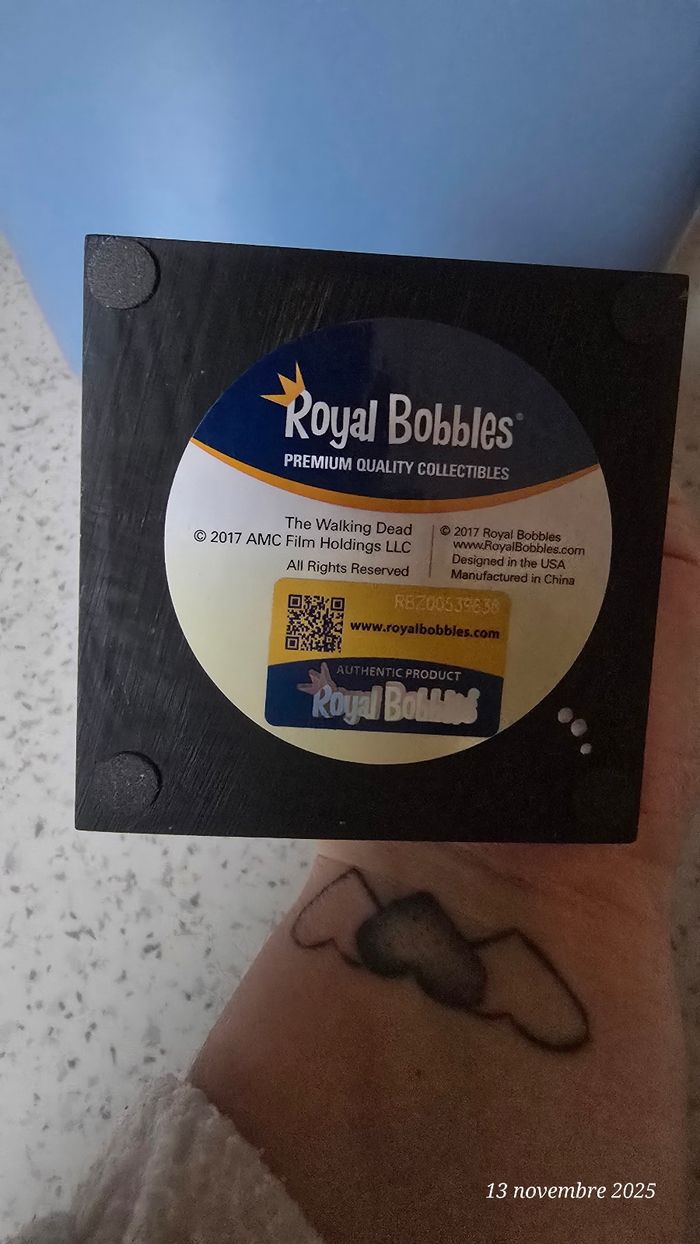 Royal Bobbles®
PREMIUM QUALITY COLLECTIBLES
The Walking Dead
© 2017 AMC Film Holdings LLC
All Rights Reserved
© 2017 Royal Bobbles
www.RoyalBobbles.com
Designed in the USA
Manufactured in China
RBZ00539638
www.royalbobbles.com
AUTHENTIC PRODUCT
Royal Bobbles
13 novembre 2025